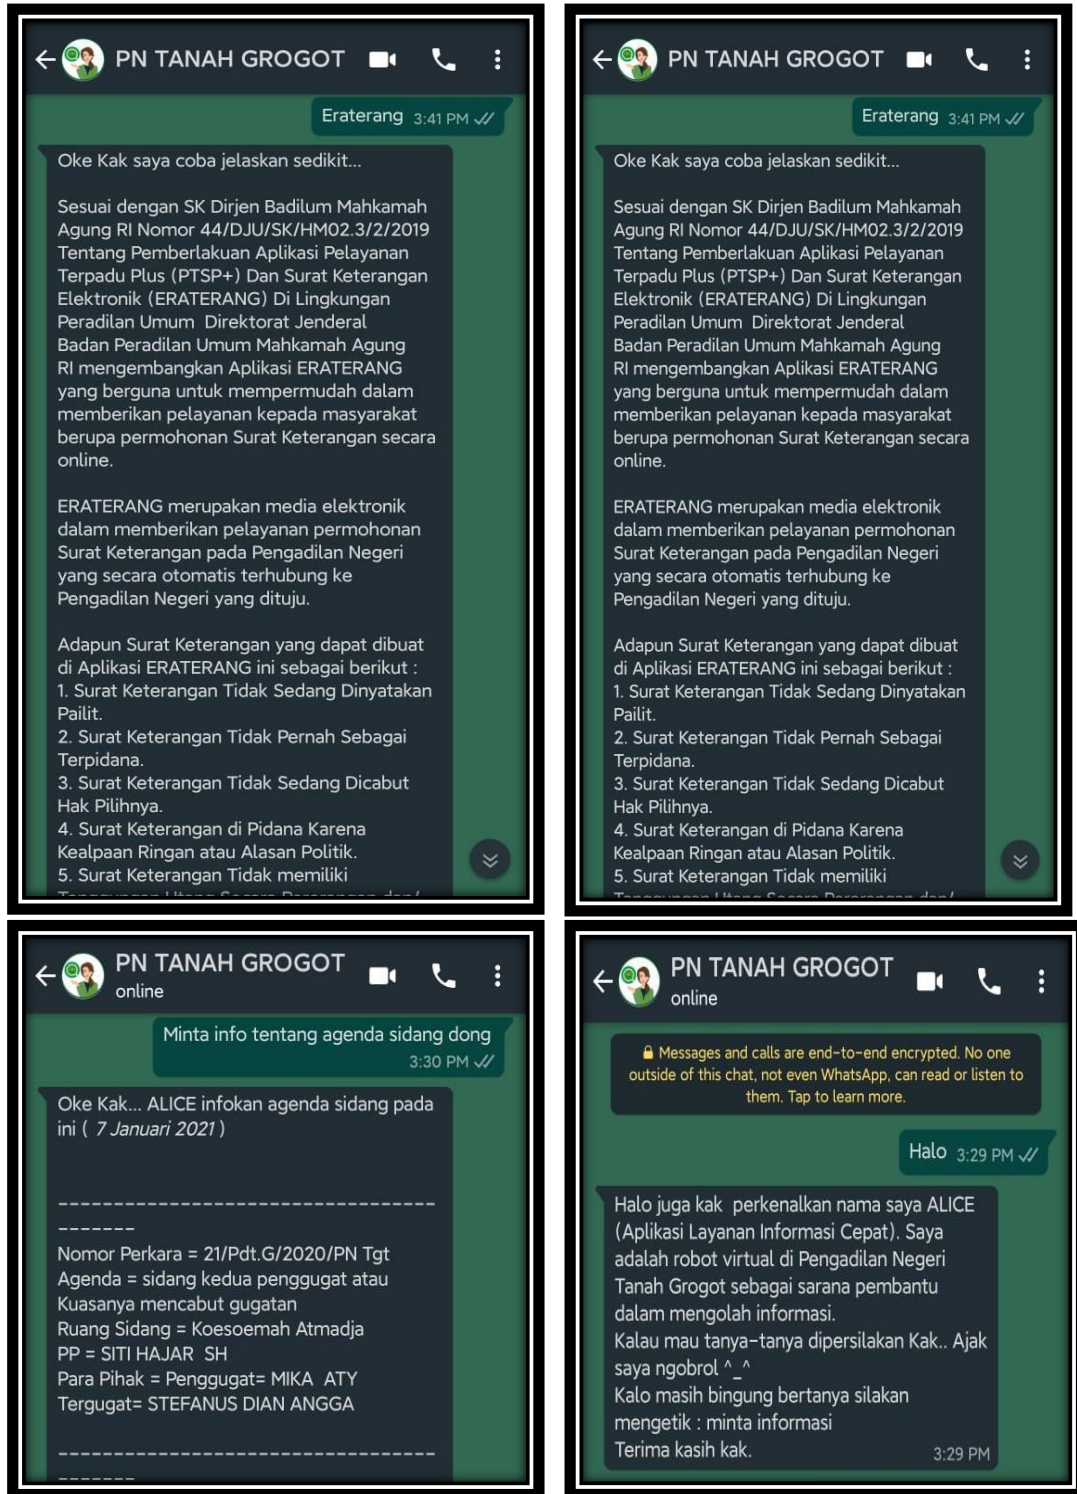 PN TANAH GROGOT
Eraterang 3:41 PM
Oke Kak saya coba jelaskan sedikit...
Sesuai dengan SK Dirjen Badilum Mahkamah
Agung RI Nomor 44/DJU/SK/HM02.3/2/2019
Tentang Pemberlakuan Aplikasi Pelayanan
Terpadu Plus (PTSP+) Dan Surat Keterangan
Elektronik (ERATERANG) Di Lingkungan
Peradilan Umum Direktorat Jenderal
Badan Peradilan Umum Mahkamah Agung
RI mengembangkan Aplikasi ERATERANG
yang berguna untuk mempermudah dalam
memberikan pelayanan kepada masyarakat
berupa permohonan Surat Keterangan secara
online.
ERATERANG merupakan media elektronik
dalam memberikan pelayanan permohonan
Surat Keterangan pada Pengadilan Negeri
yang secara otomatis terhubung ke
Pengadilan Negeri yang dituju.
Adapun Surat Keterangan yang dapat dibuat
di Aplikasi ERATERANG ini sebagai berikut :
1. Surat Keterangan Tidak Sedang Dinyatakan
Pailit.
2. Surat Keterangan Tidak Pernah Sebagai
Terpidana.
3. Surat Keterangan Tidak Sedang Dicabut
Hak Pilihnya.
4. Surat Keterangan di Pidana Karena
Kealpaan Ringan atau Alasan Politik.
5. Surat Keterangan Tidak memiliki
Tanggungan Utang Secara Perorangan dan/
PN TANAH GROGOT
Eraterang 3:41 PM
Oke Kak saya coba jelaskan sedikit...
Sesuai dengan SK Dirjen Badilum Mahkamah
Agung RI Nomor 44/DJU/SK/HM02.3/2/2019
Tentang Pemberlakuan Aplikasi Pelayanan
Terpadu Plus (PTSP+) Dan Surat Keterangan
Elektronik (ERATERANG) Di Lingkungan
Peradilan Umum Direktorat Jenderal
Badan Peradilan Umum Mahkamah Agung
RI mengembangkan Aplikasi ERATERANG
yang berguna untuk mempermudah dalam
memberikan pelayanan kepada masyarakat
berupa permohonan Surat Keterangan secara
online.
ERATERANG merupakan media elektronik
dalam memberikan pelayanan permohonan
Surat Keterangan pada Pengadilan Negeri
yang secara otomatis terhubung ke
Pengadilan Negeri yang dituju.
Adapun Surat Keterangan yang dapat dibuat
di Aplikasi ERATERANG ini sebagai berikut :
1. Surat Keterangan Tidak Sedang Dinyatakan
Pailit.
2. Surat Keterangan Tidak Pernah Sebagai
Terpidana.
3. Surat Keterangan Tidak Sedang Dicabut
Hak Pilihnya.
4. Surat Keterangan di Pidana Karena
Kealpaan Ringan atau Alasan Politik.
5. Surat Keterangan Tidak memiliki
Tanggungan Utang Secara Perorangan dan/
PN TANAH GROGOT
online
Minta info tentang agenda sidang dong
3:30 PM
Oke Kak... ALICE infokan agenda sidang pada
ini ( 7 Januari 2021 )
-----------------------------------
-------
Nomor Perkara = 21/Pdt.G/2020/PN Tgt
Agenda = sidang kedua penggugat atau
Kuasanya mencabut gugatan
Ruang Sidang = Koesoemah Atmadja
PP = SITI HAJAR SH
Para Pihak = Penggugat= MIKA ATY
Tergugat= STEFANUS DIAN ANGGA
-----------------------------------
-------
PN TANAH GROGOT
online
Messages and calls are end-to-end encrypted. No one
outside of this chat, not even WhatsApp, can read or listen to
them. Tap to learn more.
Halo 3:29 PM
Halo juga kak perkenalkan nama saya ALICE
(Aplikasi Layanan Informasi Cepat). Saya
adalah robot virtual di Pengadilan Negeri
Tanah Grogot sebagai sarana pembantu
dalam mengolah informasi.
Kalau mau tanya-tanya dipersilakan Kak.. Ajak
saya ngobrol ^_^
Kalo masih bingung bertanya silakan
mengetik : minta informasi
Terima kasih kak. 3:29 PM